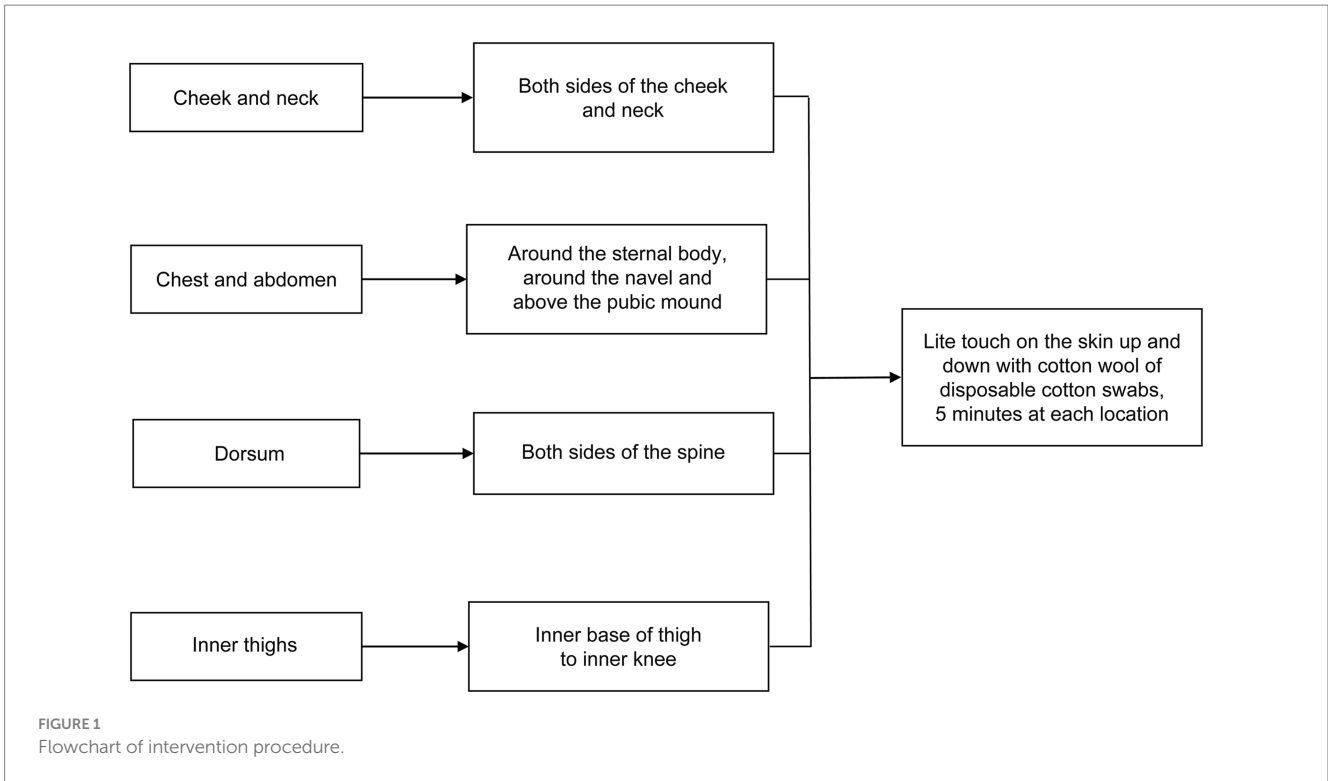 Cheek and neck
Both sides of the cheek
and neck
Chest and abdomen
Around the sternal body,
around the navel and
above the pubic mound
Dorsum
Both sides of the spine
Inner thighs
Inner base of thigh
to inner knee
Lite touch on the skin up and
down with cotton wool of
disposable cotton swabs,
5 minutes at each location
FIGURE 1
Flowchart of intervention procedure.